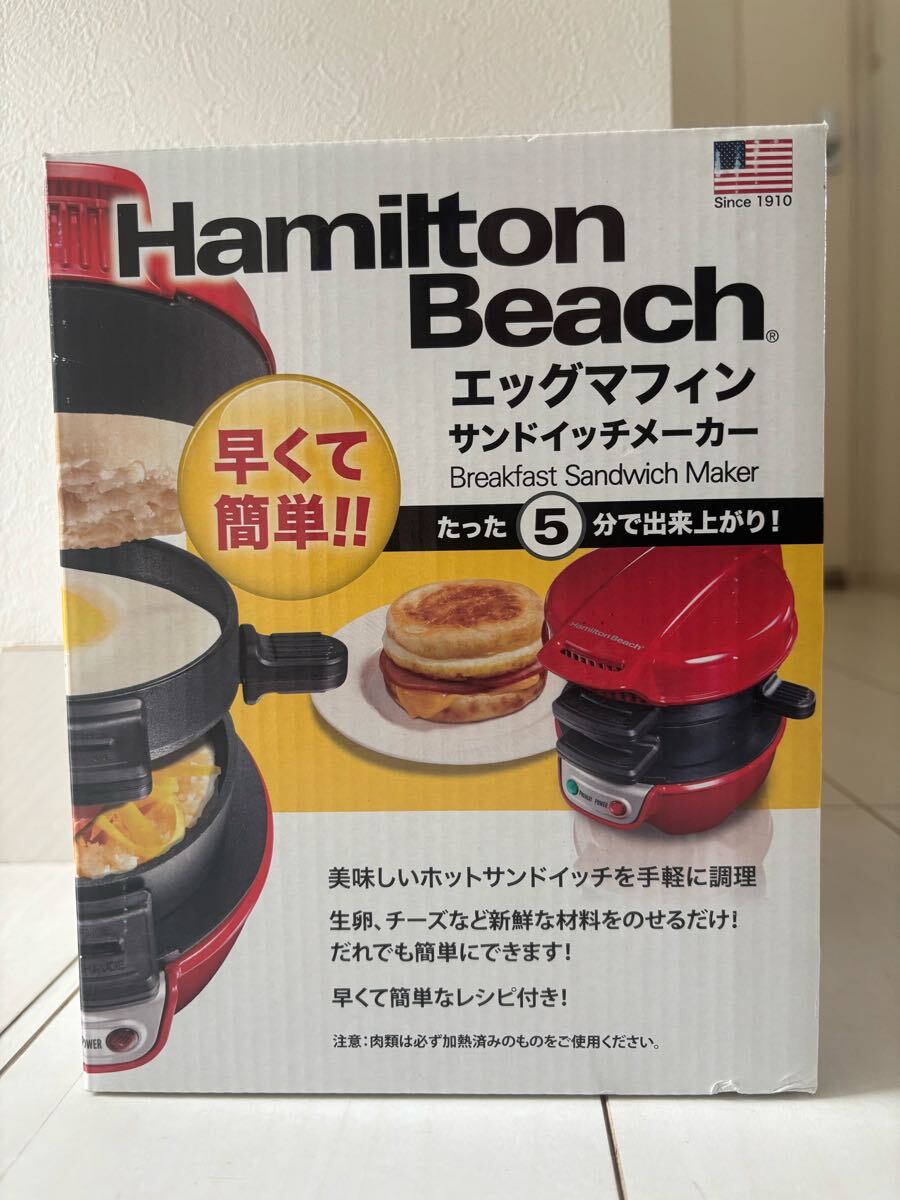 Since 1910
Hamilton
Beach®
エッグマフィン
サンドイッチメーカー
Breakfast Sandwich Maker
早くて
簡単!!
たった5分で出来上がり!
Hamilton Beach
PREHEAT POWER
美味しいホットサンドイッチを手軽に調理
生卵、チーズなど新鮮な材料をのせるだけ!
だれでも簡単にできます!
早くて簡単なレシピ付き!
POWER
注意:肉類は必ず加熱済みのものをご使用ください。